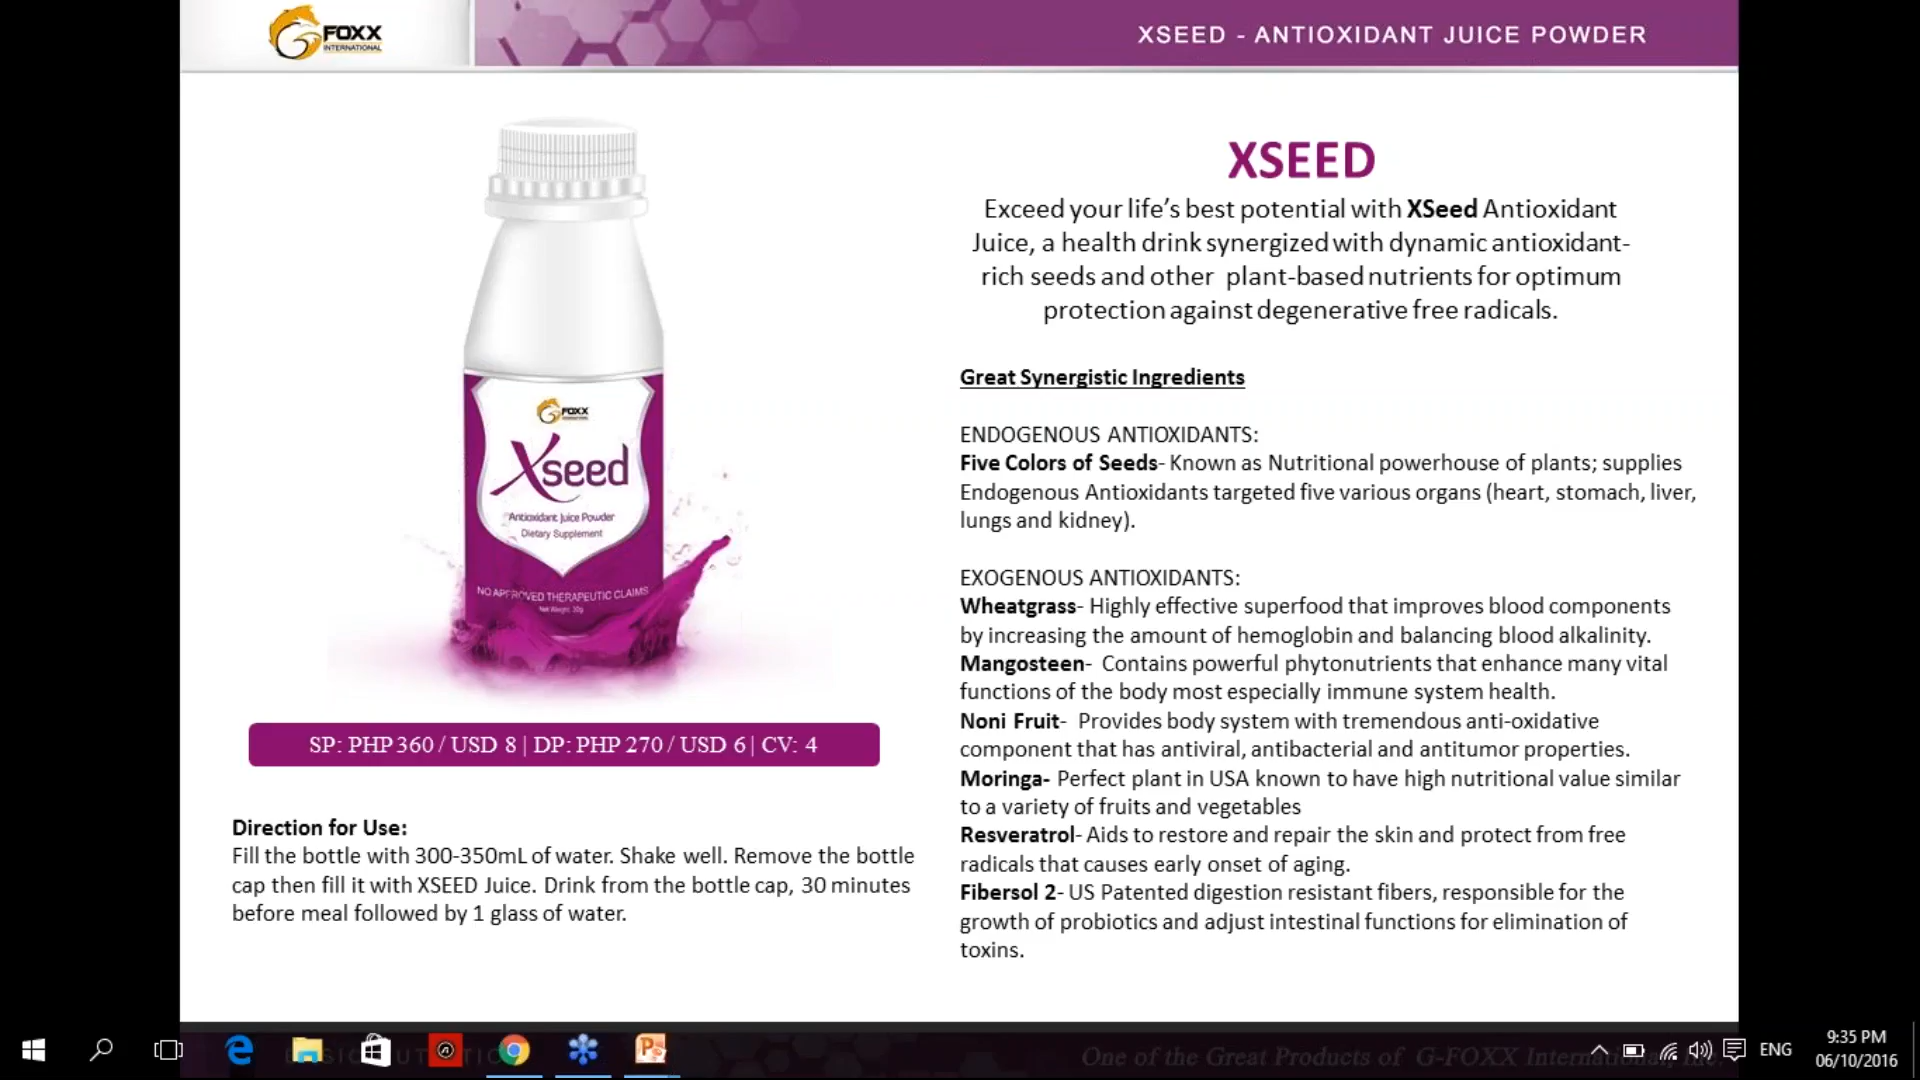 FOXX
INTERNATIONAL
XSEED - ANTIOXIDANT JUICE POWDER
XSEED
Exceed your life's best potential with XSeed Antioxidant
Juice, a health drink synergized with dynamic antioxidant-
rich seeds and other plant-based nutrients for optimum
protection against degenerative free radicals.
Great Synergistic Ingredients
ENDOGENOUS ANTIOXIDANTS:
Five Colors of Seeds- Known as Nutritional powerhouse of plants; supplies
Endogenous Antioxidants targeted five various organs (heart, stomach, liver,
lungs and kidney).
EXOGENOUS ANTIOXIDANTS:
Wheatgrass- Highly effective superfood that improves blood components
by increasing the amount of hemoglobin and balancing blood alkalinity.
Mangosteen- Contains powerful phytonutrients that enhance many vital
functions of the body most especially immune system health.
Noni Fruit- Provides body system with tremendous anti-oxidative
component that has antiviral, antibacterial and antitumor properties.
Moringa- Perfect plant in USA known to have high nutritional value similar
to a variety of fruits and vegetables
Resveratrol- Aids to restore and repair the skin and protect from free
radicals that causes early onset of aging.
Fibersol 2- US Patented digestion resistant fibers, responsible for the
growth of probiotics and adjust intestinal functions for elimination of
toxins.
FOXX
Xseed
Antioxidant Juice Powder
Dietary Supplement
NO APPROVED THERAPEUTIC CLAIMS
Net Weight: 30g
SP: PHP 360 / USD 8 | DP: PHP 270 / USD 6 | CV: 4
Direction for Use:
Fill the bottle with 300-350mL of water. Shake well. Remove the bottle
cap then fill it with XSEED Juice. Drink from the bottle cap, 30 minutes
before meal followed by 1 glass of water.
One of the Great Products of G-FOXX International, Inc.
ENG
9:35 PM
06/10/2016